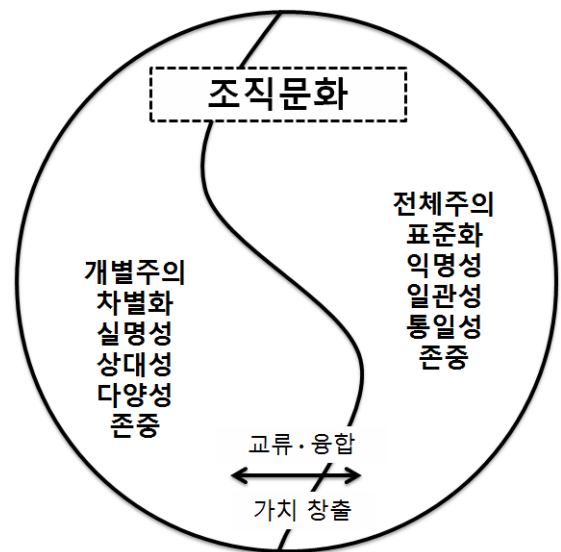 조직문화
개별주의
차별화
실명성
상대성
다양성
존중
전체주의
표준화
익명성
일관성
통일성
존중
교류·융합
가치 창출